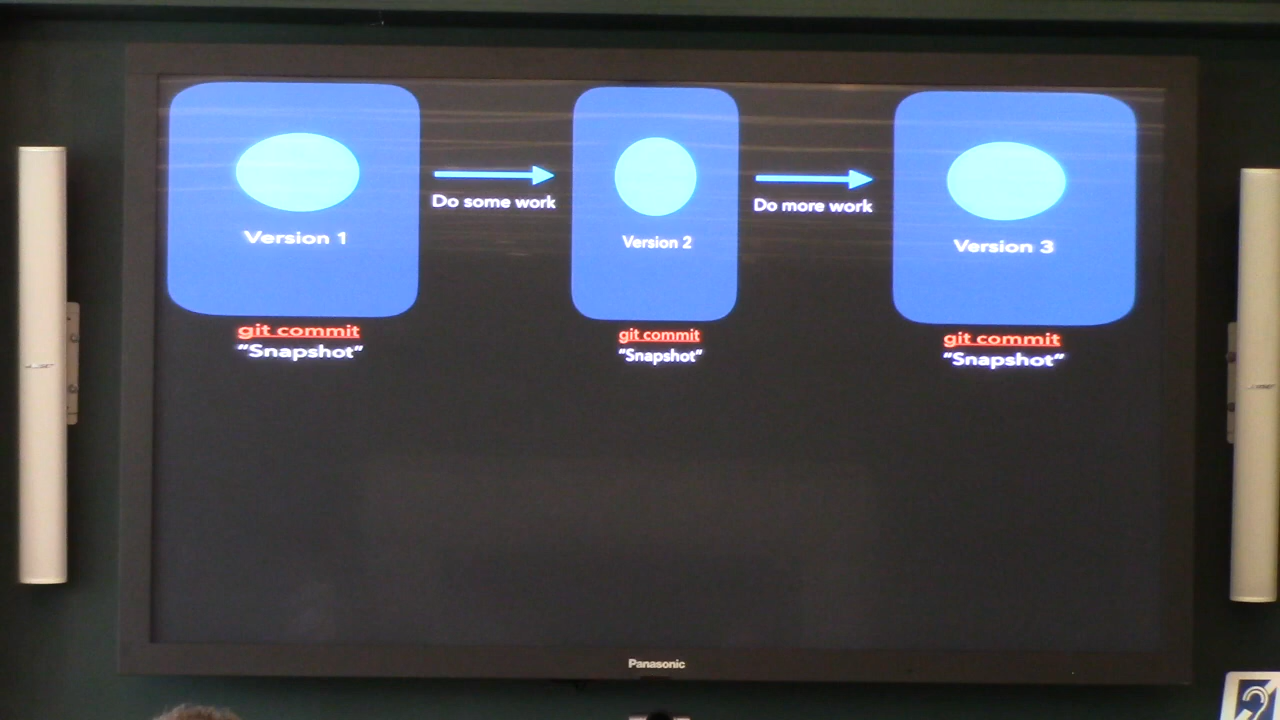 Version 1
git commit
“Snapshot”
Do some work
Version 2
git commit
“Snapshot”
Do more work
Version 3
git commit
“Snapshot”
Panasonic